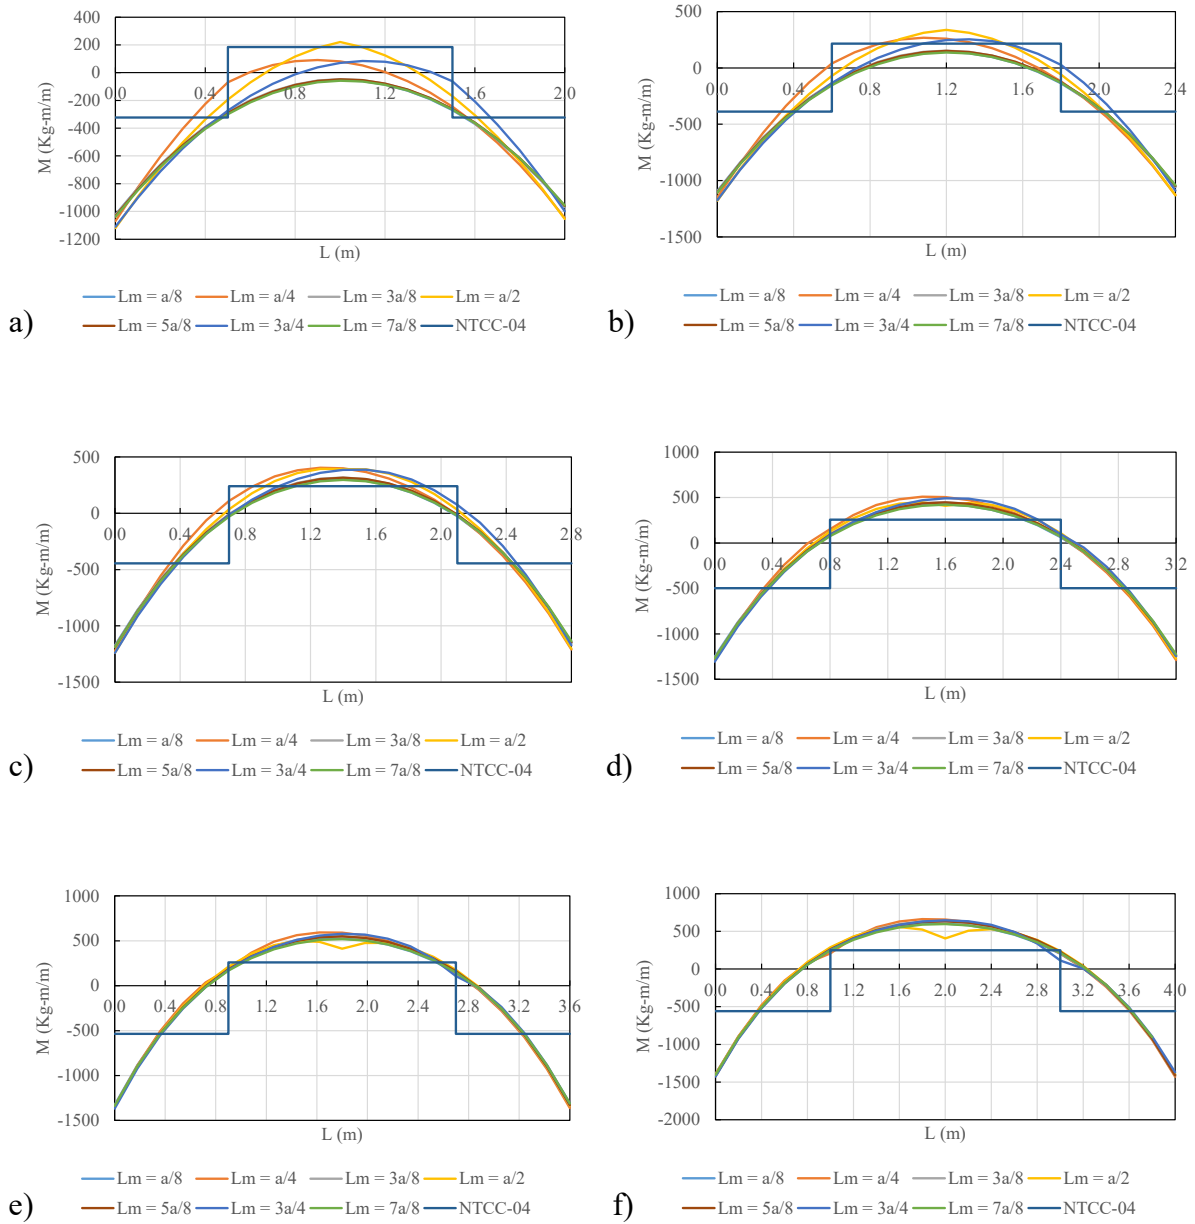 400
200
0
-200
-400
-600
-800
-1000
-1200
M (Kg-m/m)
0.0 0.4 0.8 1.2 1.6 2.0
L (m)
Lm = a/8 Lm = a/4 Lm = 3a/8 Lm = a/2
Lm = 5a/8 Lm = 3a/4 Lm = 7a/8 NTCC-04
a)
500
0
-500
-1000
-1500
M (Kg-m/m)
0.0 0.4 0.8 1.2 1.6 2.0 2.4
L (m)
Lm = a/8 Lm = a/4 Lm = 3a/8 Lm = a/2
Lm = 5a/8 Lm = 3a/4 Lm = 7a/8 NTCC-04
b)
500
0
-500
-1000
-1500
M (Kg-m/m)
0.0 0.4 0.8 1.2 1.6 2.0 2.4 2.8
L (m)
Lm = a/8 Lm = a/4 Lm = 3a/8 Lm = a/2
Lm = 5a/8 Lm = 3a/4 Lm = 7a/8 NTCC-04
c)
1000
500
0
-500
-1000
-1500
M (Kg-m/m)
0.0 0.4 0.8 1.2 1.6 2.0 2.4 2.8 3.2
L (m)
Lm = a/8 Lm = a/4 Lm = 3a/8 Lm = a/2
Lm = 5a/8 Lm = 3a/4 Lm = 7a/8 NTCC-04
d)
1000
500
0
-500
-1000
-1500
M (Kg-m/m)
0.0 0.4 0.8 1.2 1.6 2.0 2.4 2.8 3.2 3.6
L (m)
Lm = a/8 Lm = a/4 Lm = 3a/8 Lm = a/2
Lm = 5a/8 Lm = 3a/4 Lm = 7a/8 NTCC-04
e)
1000
500
0
-500
-1000
-1500
-2000
M (Kg-m/m)
0.0 0.4 0.8 1.2 1.6 2.0 2.4 2.8 3.2 3.6 4.0
L (m)
Lm = a/8 Lm = a/4 Lm = 3a/8 Lm = a/2
Lm = 5a/8 Lm = 3a/4 Lm = 7a/8 NTCC-04
f)